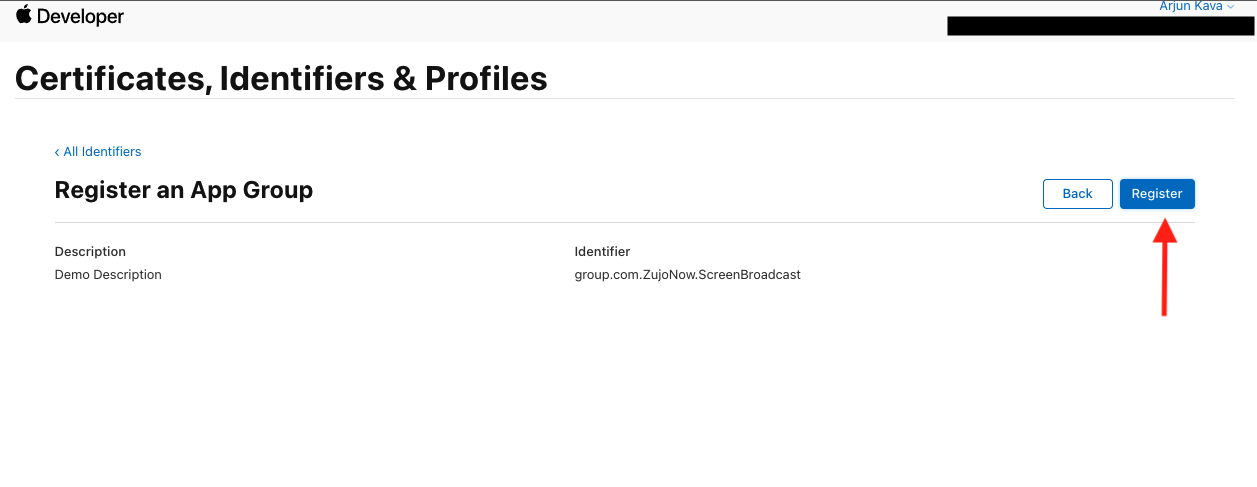 Developer
Arjun Kava
Certificates, Identifiers & Profiles
‹ All Identifiers
Register an App Group
Back
Register
Description
Identifier
Demo Description
group.com.ZujoNow.ScreenBroadcast